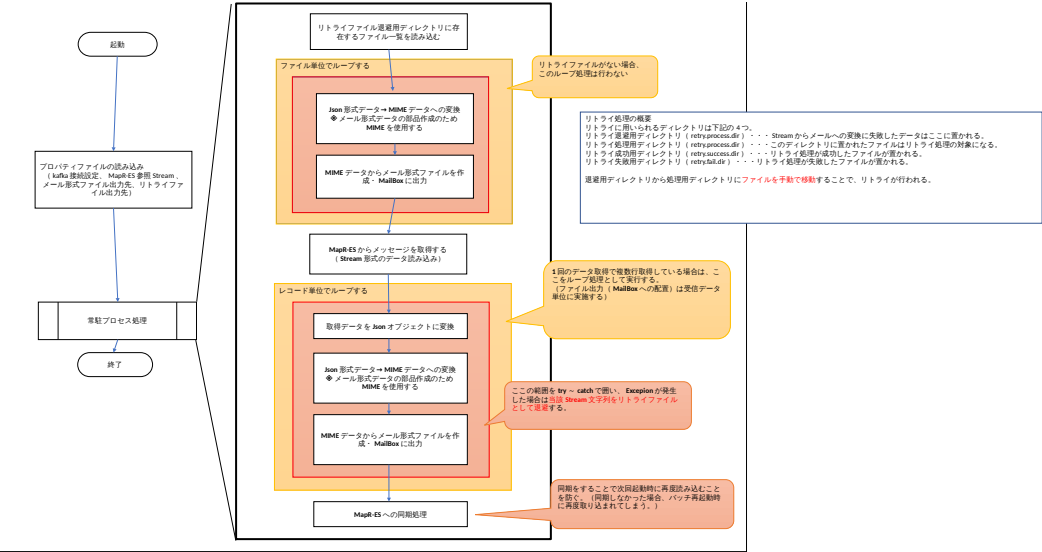 起動
プロパティファイルの読み込み
（ kafka 接続設定、 MapR-ES 参照 Stream 、
メール形式ファイル出力先、リトライファ
イル出力先）
常駐プロセス処理
終了
リトライファイル退避用ディレクトリに存
在するファイル一覧を読み込む
ファイル単位でループする
Json 形式データ→ MIME データへの変換
※ メール形式データの部品作成のため
MIME を使用する
MIME データからメール形式ファイルを作
成・ MailBox に出力
リトライファイルがない場合、
このループ処理は行わない
MapR-ES からメッセージを取得する
（ Stream 形式のデータ読み込み）
レコード単位でループする
取得データを Json オブジェクトに変換
Json 形式データ→ MIME データへの変換
※ メール形式データの部品作成のため
MIME を使用する
MIME データからメール形式ファイルを作
成・ MailBox に出力
MapR-ES への同期処理
1 回のデータ取得で複数行取得している場合は、こ
こをループ処理として実行する。
（ファイル出力（ MailBox への配置）は受信データ
単位に実施する）
ここの範囲を try ～ catch で囲い、 Excepion が発生
した場合は当該 Stream 文字列をリトライファイル
として退避する。
同期をすることで次回起動時に再度読み込むこと
を防ぐ。（同期しなかった場合、バッチ再起動時
に再度取り込まれてしまう。）
リトライ処理の概要
リトライに用いられるディレクトリは下記の 4 つ。
リトライ退避用ディレクトリ（ retry.process.dir ）・・・ Stream からメールへの変換に失敗したデータはここに置かれる。
リトライ処理用ディレクトリ（ retry.process.dir ）・・・このディレクトリに置かれたファイルはリトライ処理の対象になる。
リトライ成功用ディレクトリ（ retry.success.dir ）・・・リトライ処理が成功したファイルが置かれる。
リトライ失敗用ディレクトリ（ retry.fail.dir ）・・・リトライ処理が失敗したファイルが置かれる。
退避用ディレクトリから処理用ディレクトリにファイルを手動で移動することで、リトライが行われる。